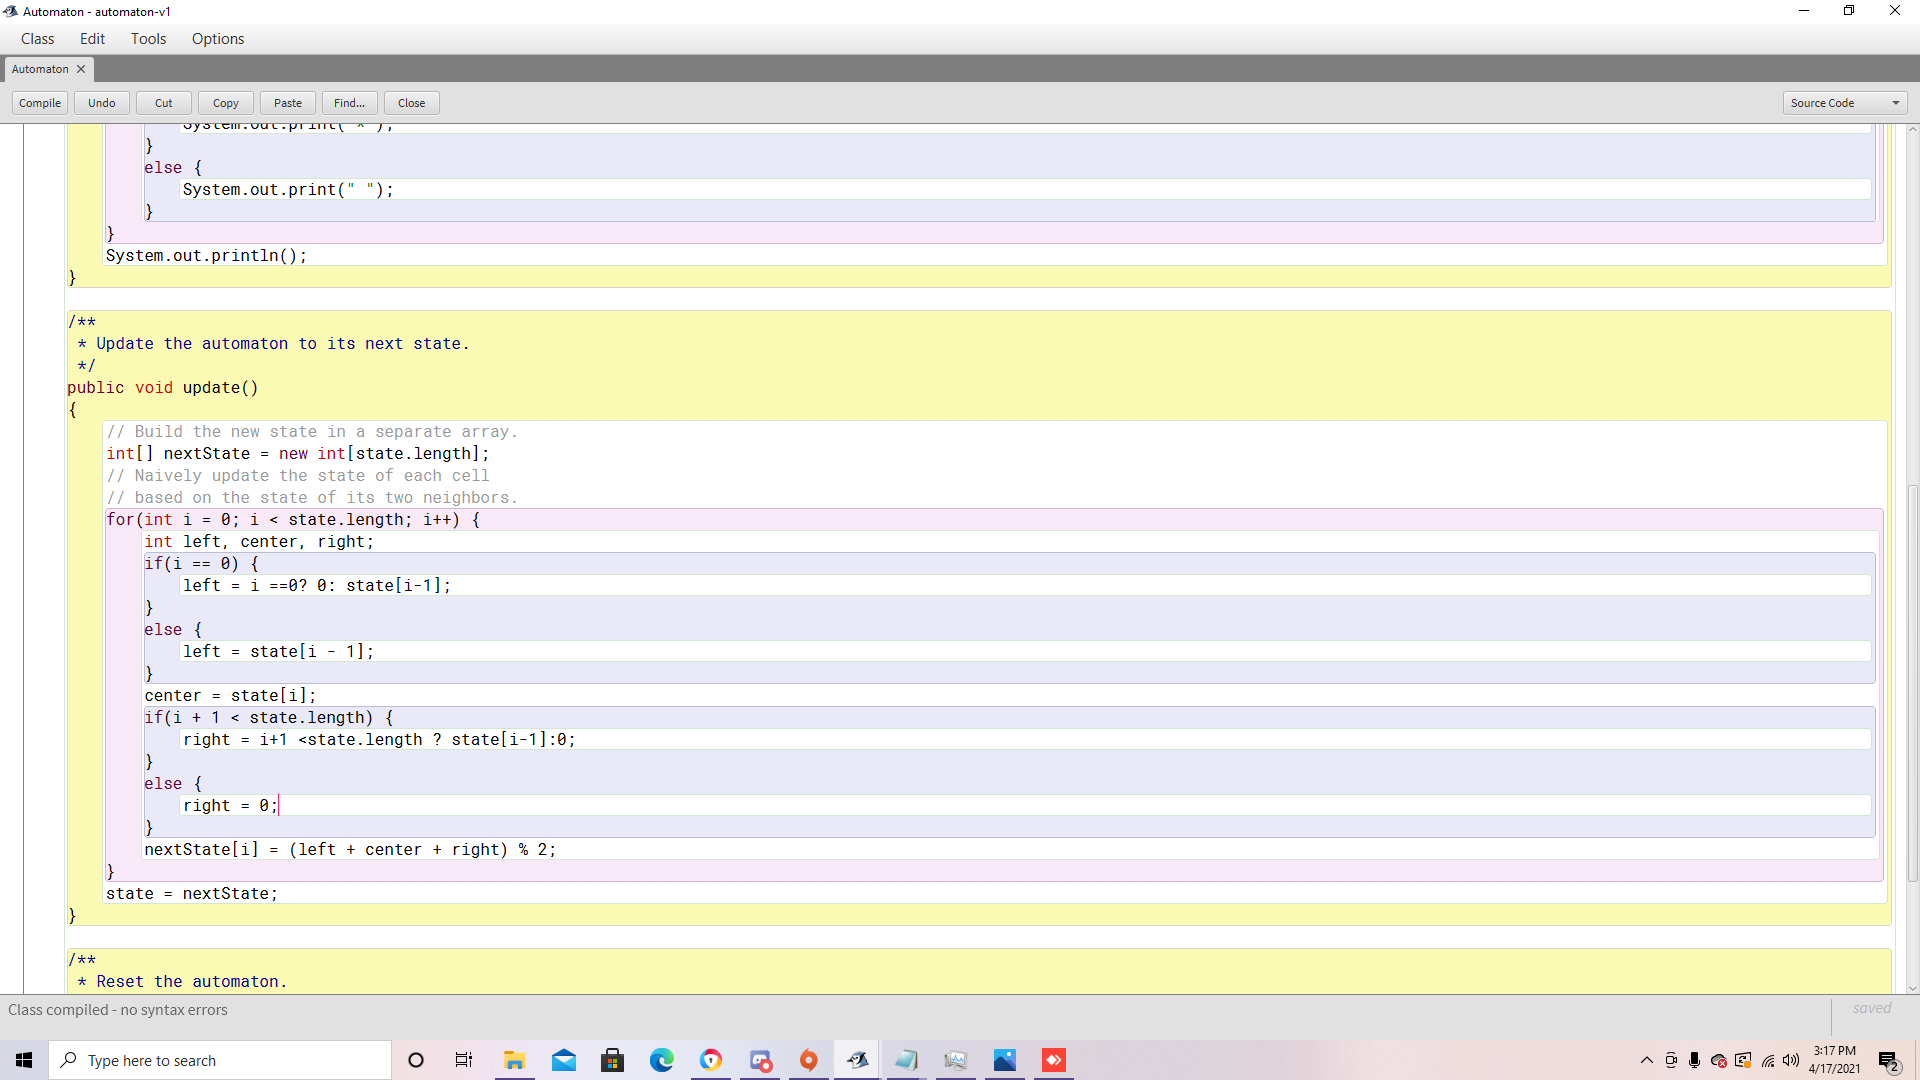 Automaton - automaton-v1
Class Edit Tools Options
Automaton
Compile Undo Cut Copy Paste Find... Close Source Code
System.out.print("*");
}
else {
System.out.print(" ");
}
}
System.out.println();
}
/**
* Update the automaton to its next state.
*/
public void update()
{
// Build the new state in a separate array.
int[] nextState = new int[state.length];
// Naively update the state of each cell
// based on the state of its two neighbors.
for(int i = 0; i < state.length; i++) {
int left, center, right;
if(i == 0) {
left = i ==0? 0: state[i-1];
}
else {
left = state[i - 1];
}
center = state[i];
if(i + 1 < state.length) {
right = i+1 <state.length ? state[i-1]:0;
}
else {
right = 0;
}
nextState[i] = (left + center + right) % 2;
}
state = nextState;
}
/**
* Reset the automaton.
Class compiled - no syntax errors
saved
Type here to search
3:17 PM
4/17/2021
2